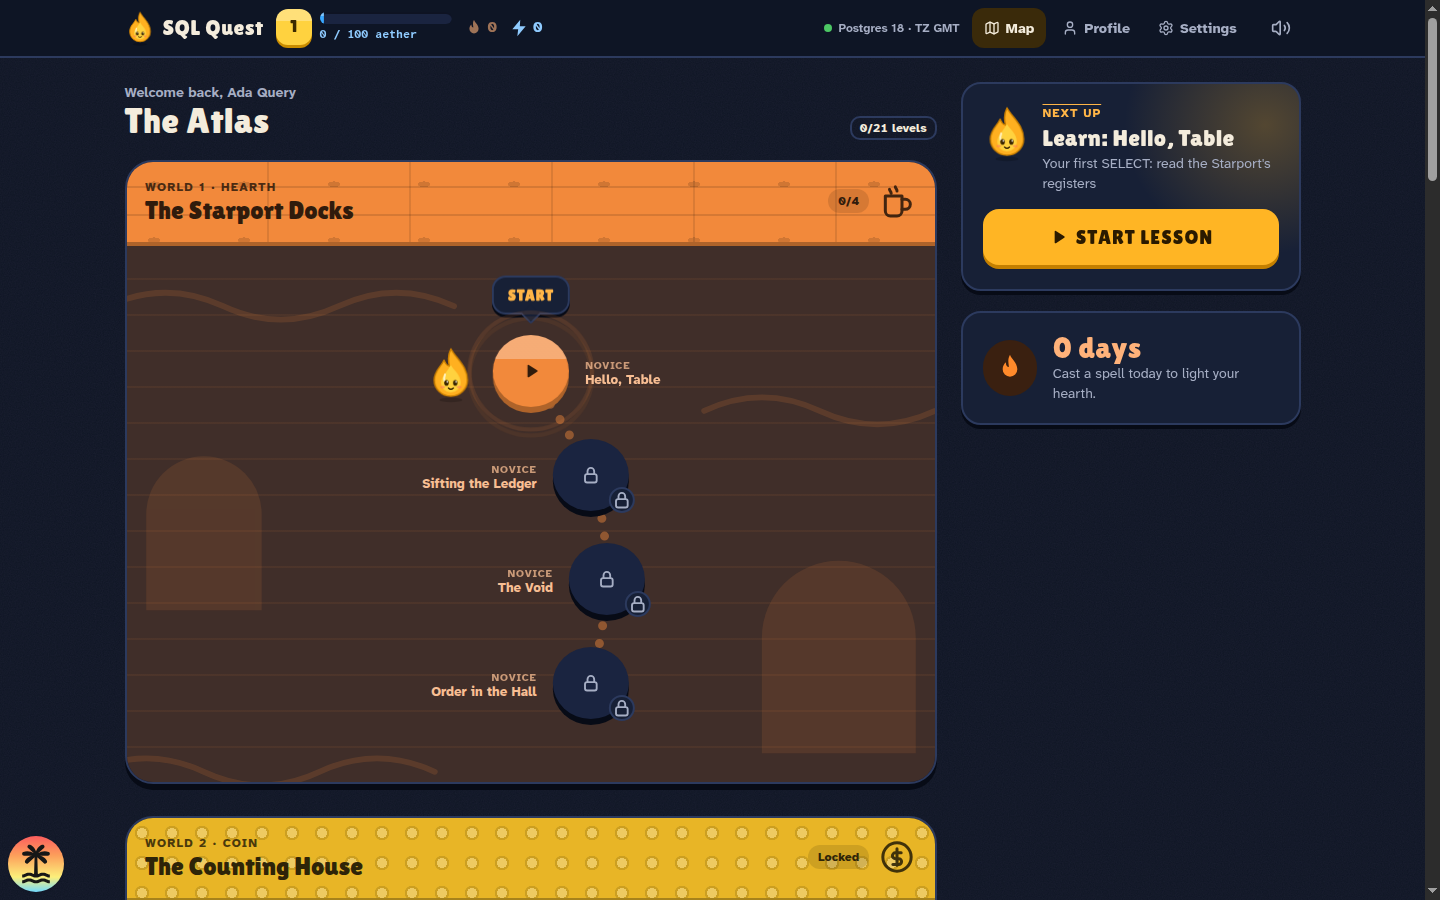 SQL Quest
1
0 / 100 aether
0
0
Postgres 18 · TZ GMT
Map
Profile
Settings
Welcome back, Ada Query
The Atlas
0/21 levels
WORLD 1 · HEARTH
The Starport Docks
0/4
START
NOVICE
Hello, Table
NOVICE
Sifting the Ledger
NOVICE
The Void
NOVICE
Order in the Hall
WORLD 2 · COIN
The Counting House
Locked
$
NEXT UP
Learn: Hello, Table
Your first SELECT: read the Starport's
registers
START LESSON
0 days
Cast a spell today to light your
hearth.